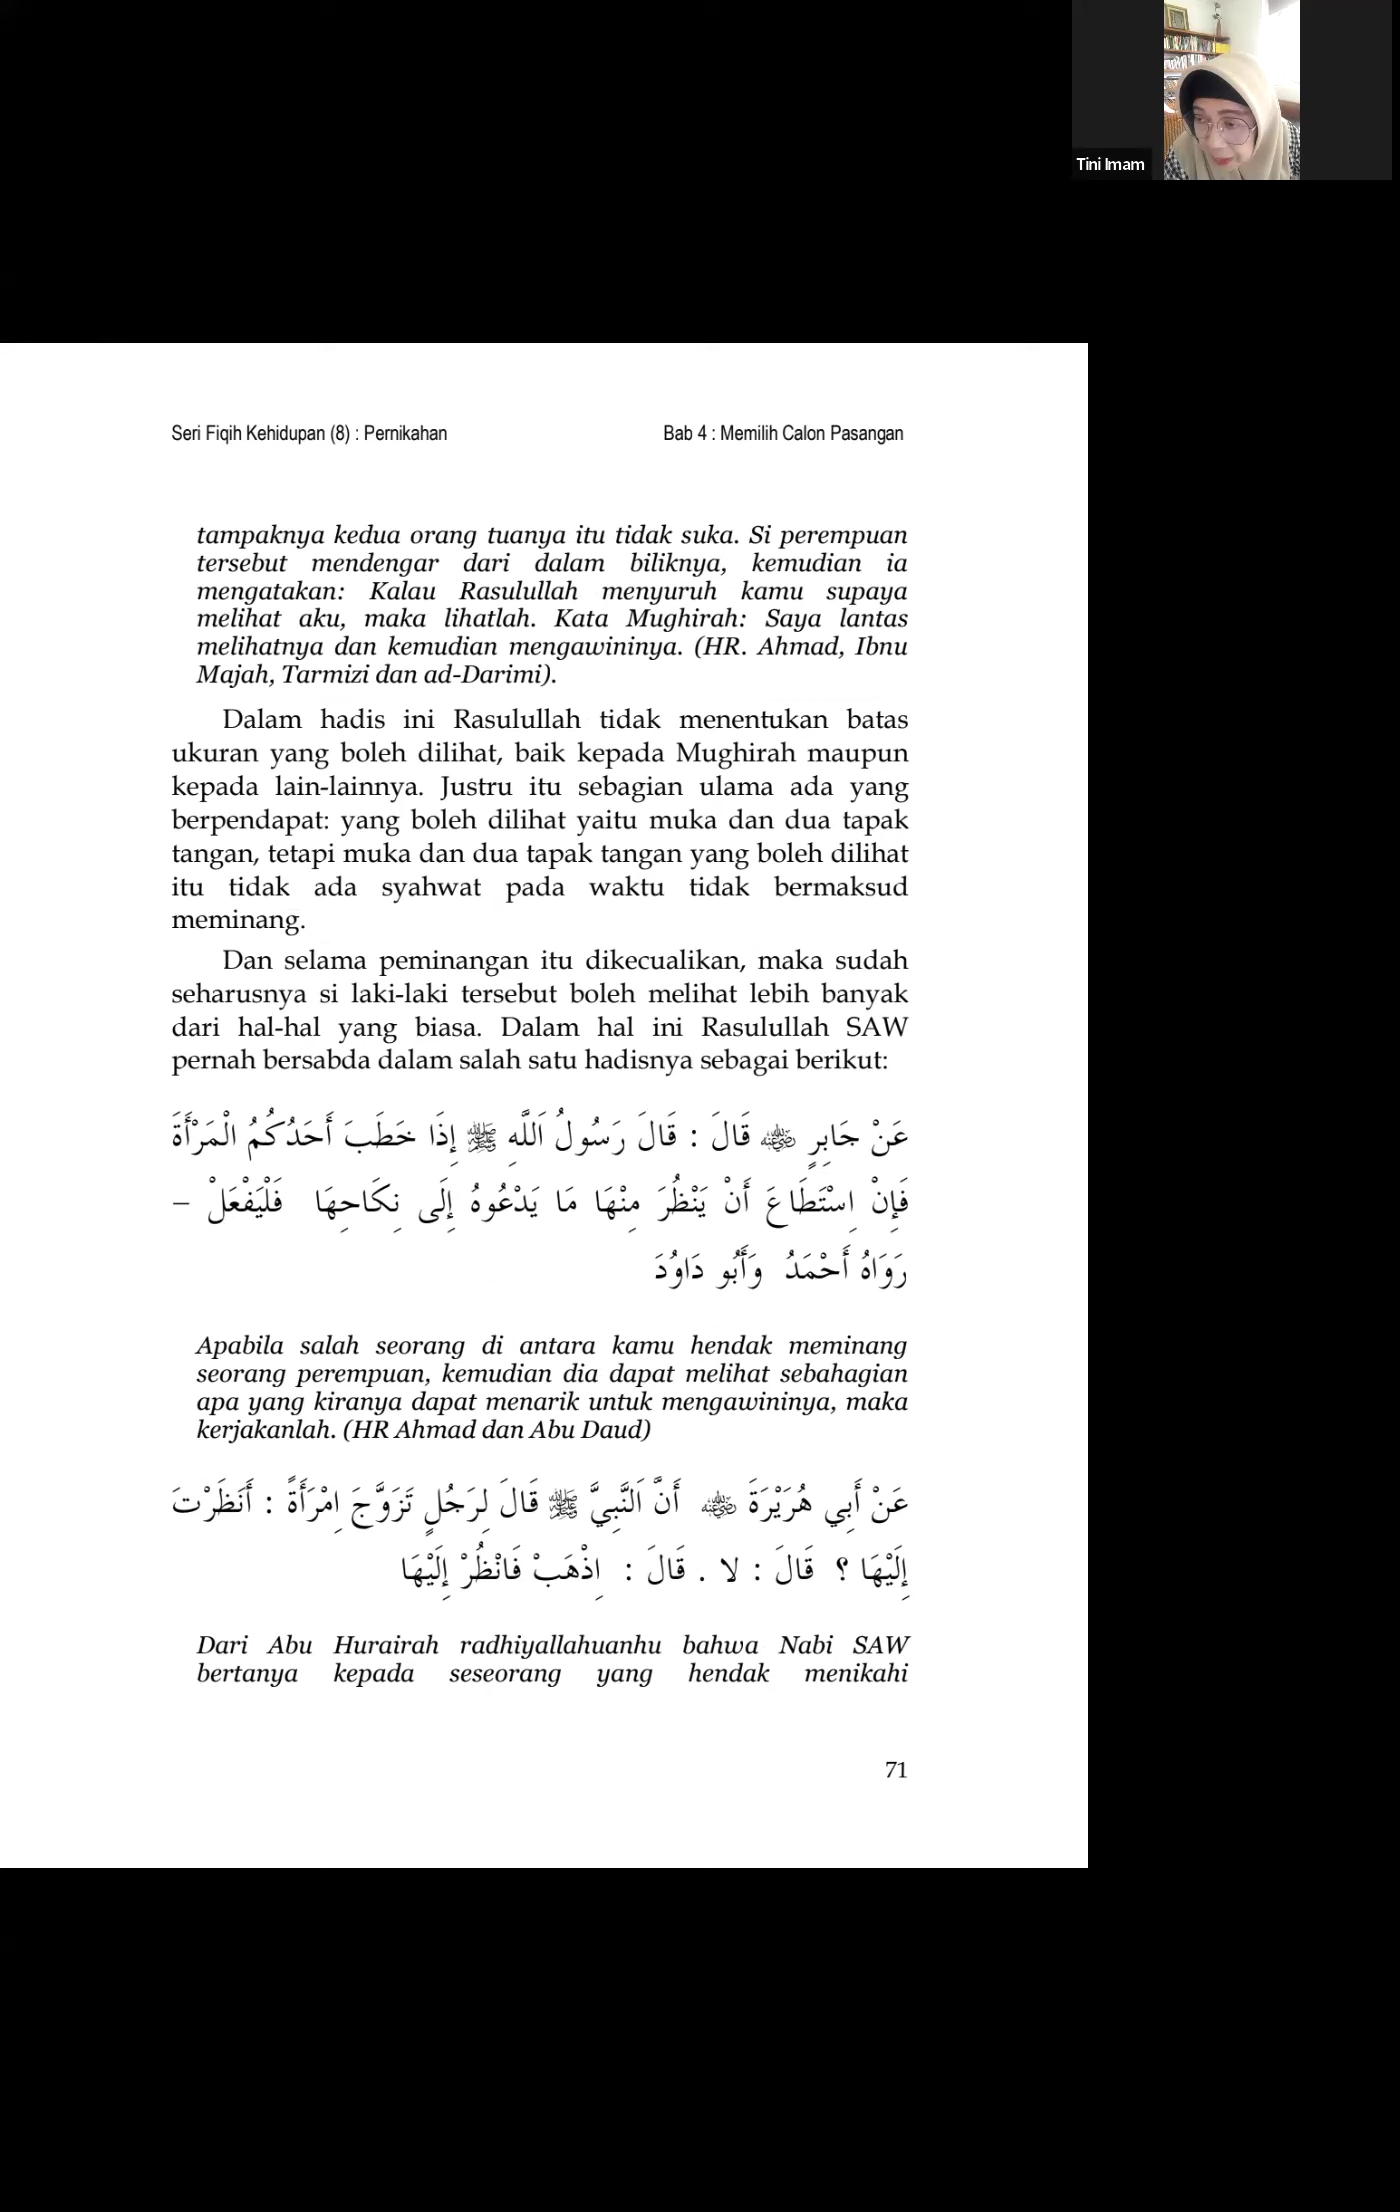 Tini Imam
Seri Fiqih Kehidupan (8) : Pernikahan
Bab 4 : Memilih Calon Pasangan
tampaknya kedua orang tuanya itu tidak suka. Si perempuan
tersebut mendengar dari dalam biliknya, kemudian ia
mengatakan: Kalau Rasulullah menyuruh kamu supaya
melihat aku, maka lihatlah. Kata Mughirah: Saya lantas
melihatnya dan kemudian mengawininya. (HR. Ahmad, Ibnu
Majah, Tarmizi dan ad-Darimi).
Dalam hadis ini Rasulullah tidak menentukan batas
ukuran yang boleh dilihat, baik kepada Mughirah maupun
kepada lain-lainnya. Justru itu sebagian ulama ada yang
berpendapat: yang boleh dilihat yaitu muka dan dua tapak
tangan, tetapi muka dan dua tapak tangan yang boleh dilihat
itu tidak ada syahwat pada waktu tidak bermaksud
meminang.
Dan selama peminangan itu dikecualikan, maka sudah
seharusnya si laki-laki tersebut boleh melihat lebih banyak
dari hal-hal yang biasa. Dalam hal ini Rasulullah SAW
pernah bersabda dalam salah satu hadisnya sebagai berikut:
عَنْ جَابِرٍ رضي الله عنه قَالَ : قَالَ رَسُولُ اَللَّهِ ﷺ إِذَا خَطَبَ أَحَدُكُمُ الْمَرْأَةَ
فَإِنْ اِسْتَطَاعَ أَنْ يَنْظُرَ مِنْهَا مَا يَدْعُوهُ إِلَى نِكَاحِهَا فَلْيَفْعَلْ –
رَوَاهُ أَحْمَدُ وَأَبُو دَاوُدَ
Apabila salah seorang di antara kamu hendak meminang
seorang perempuan, kemudian dia dapat melihat sebahagian
apa yang kiranya dapat menarik untuk mengawininya, maka
kerjakanlah. (HR Ahmad dan Abu Daud)
عَنْ أَبِي هُرَيْرَةَ رضي الله عنه أَنَّ اَلنَّبِيَّ ﷺ قَالَ لِرَجُلٍ تَزَوَّجَ اِمْرَأَةً : أَنَظَرْتَ
إِلَيْهَا ؟ قَالَ : لا . قَالَ : اِذْهَبْ فَانْظُرْ إِلَيْهَا
Dari Abu Hurairah radhiyallahuanhu bahwa Nabi SAW
bertanya kepada seseorang yang hendak menikahi
71